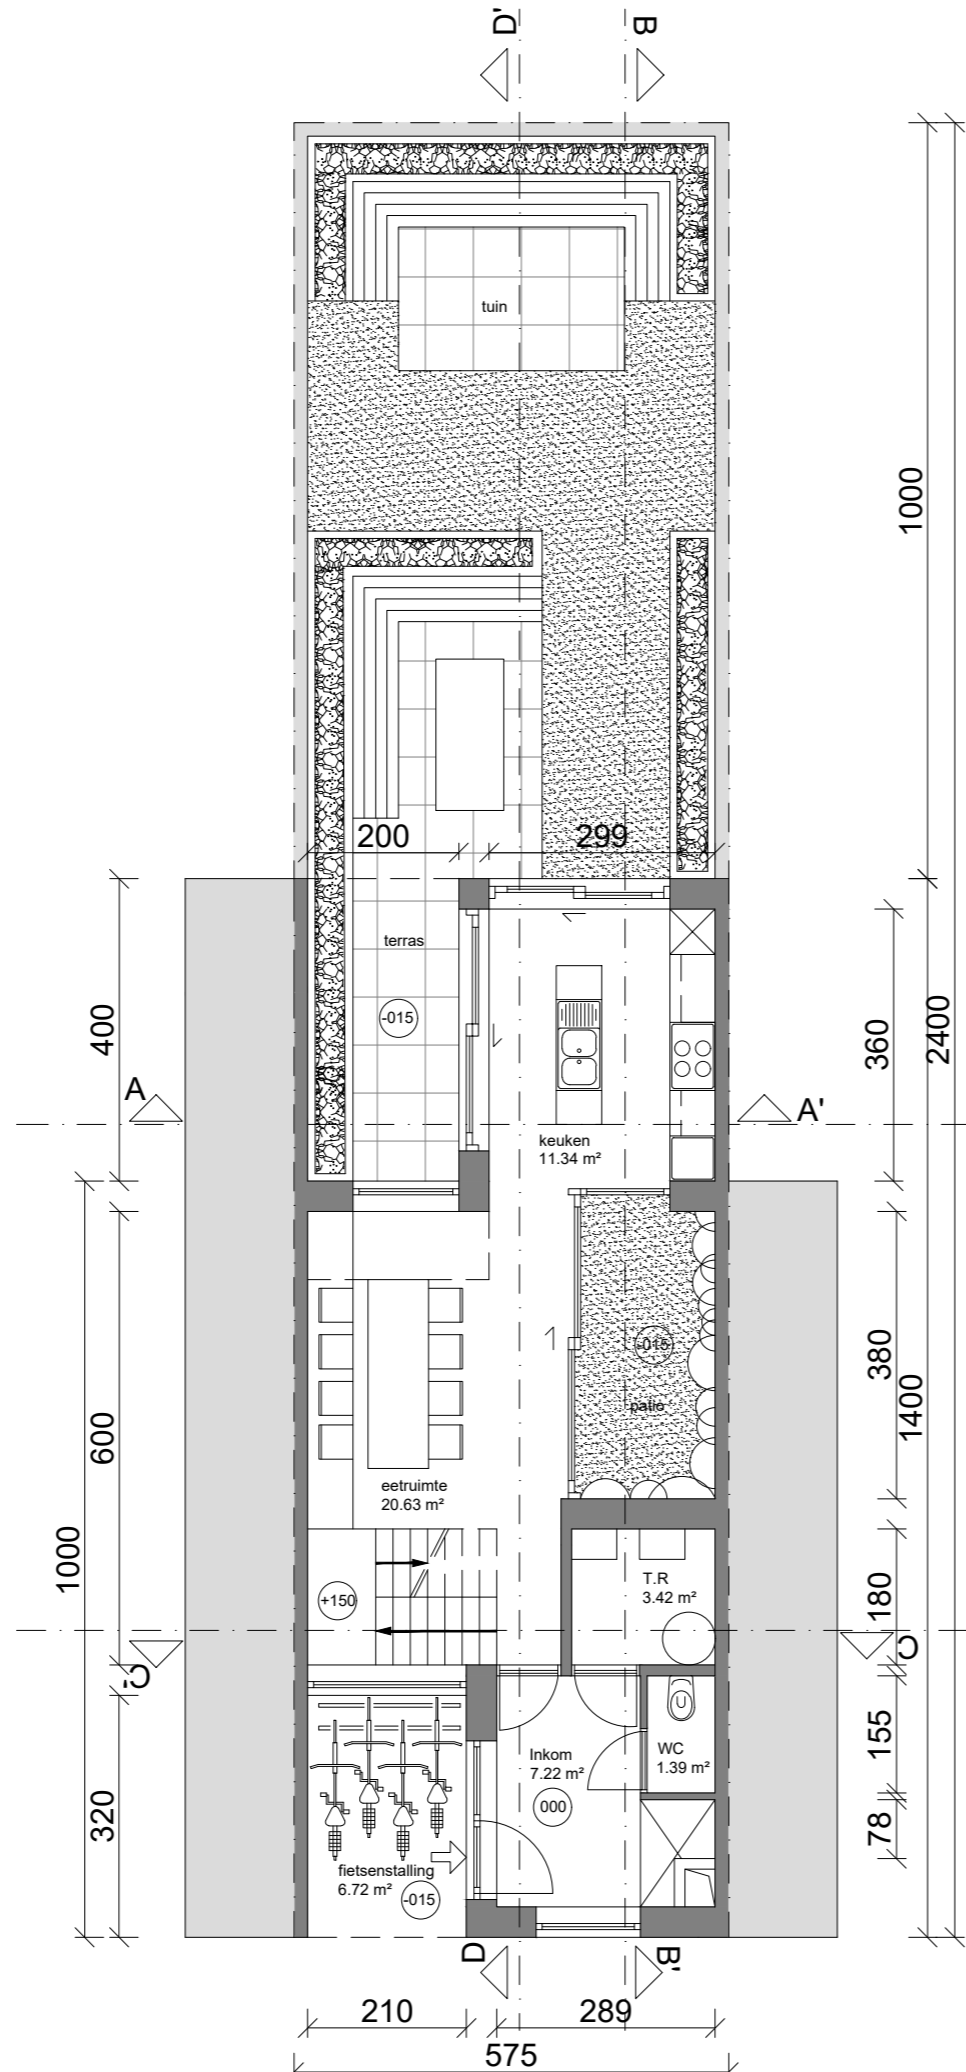 D'
B
tuin
1000
200
299
terras
-015
400
360
2400
A
A'
keuken
11.34 m²
-015
patio
380
1400
600
eetruimte
20.63 m²
1000
T.R
3.42 m²
180
+150
C'
C
Inkom
7.22 m²
000
WC
1.39 m²
155
78
320
fietsenstalling
6.72 m²
-015
D
B'
210
289
575